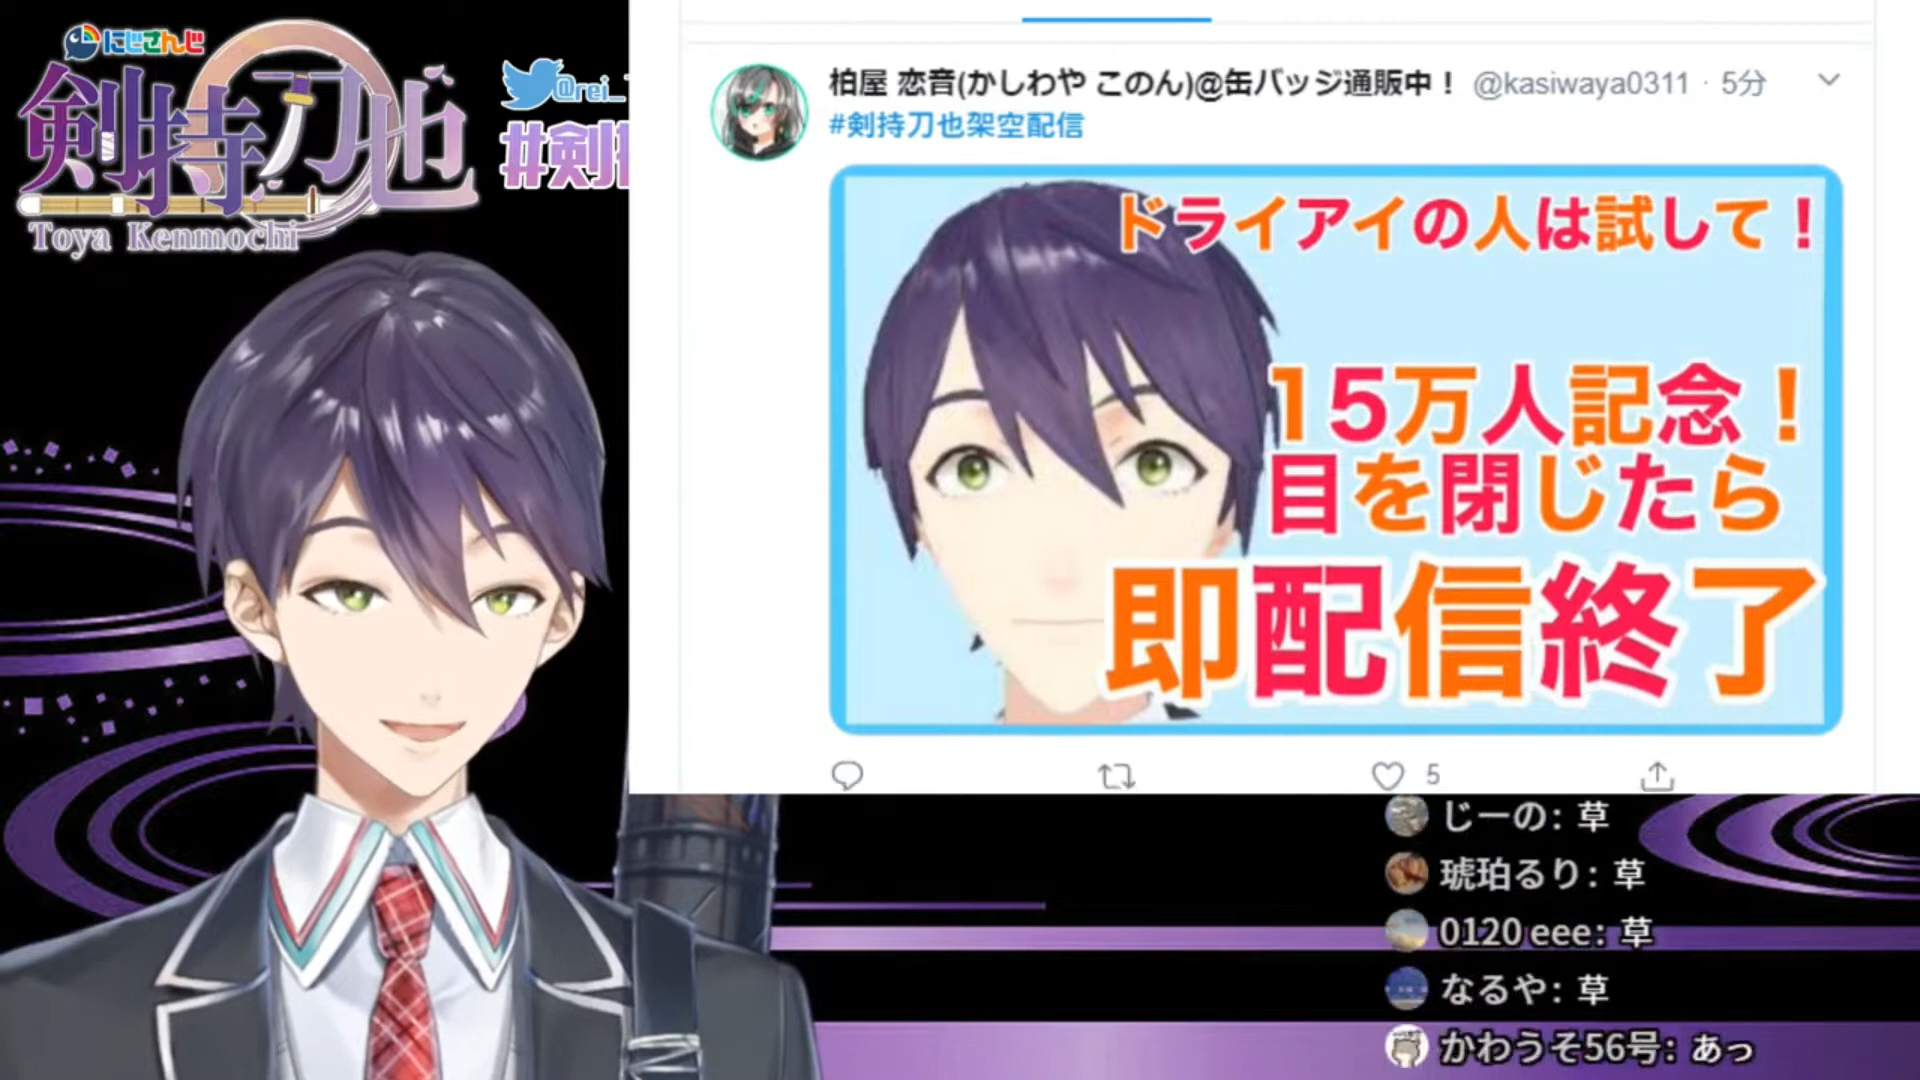 にじさんじ
剣持刀也
Toya Kenmochi
@rei_
#剣持
柏屋 恋音(かしわや このん)@缶バッジ通販中！ @kasiwaya0311 · 5分
#剣持刀也架空配信
ドライアイの人は試して！
15万人記念！
目を閉じたら
即配信終了
5
じーの: 草
琥珀るり: 草
0120 eee: 草
なるや: 草
かわうそ56号: あっ